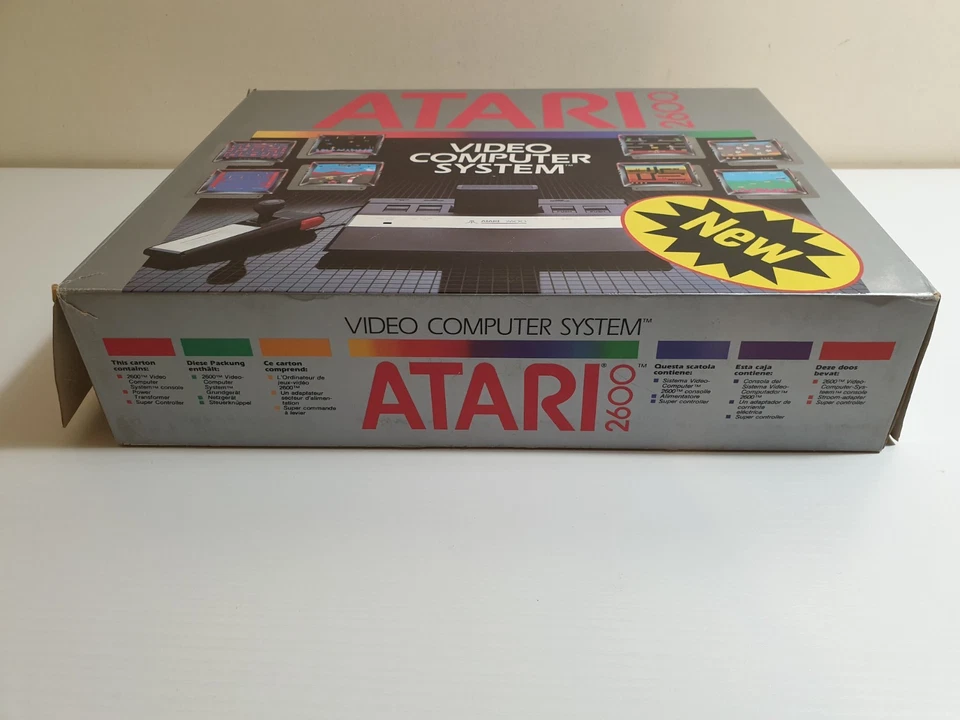 ATARI 2600
VIDEO
COMPUTER
SYSTEM™
New
VIDEO COMPUTER SYSTEM™
ATARI® 2600™
This carton
contains:
2600™ Video
Computer
System™ console
Power
Transformer
Super Controller
Diese Packung
enthält:
2600™ Video-
Computer
System™
Grundgerät
Netzgerät
Steuerknüppel
Ce carton
comprend:
L'Ordinateur de
jeux-vidéo
2600™
Un adaptateur
secteur d'alimen-
tation
Super commande
à levier
Questa scatola
contiene:
Sistema Video-
Computer™
2600™ console
Alimentatore
Super controller
Esta caja
contiene:
Consola del
Sistema Video-
Computador™
2600™
Un adaptador de
corriente
eléctrica
Super controller
Deze doos
bevat:
2600™ Video-
Computer Sys-
teem™ console
Stroom-adapter
Super controller